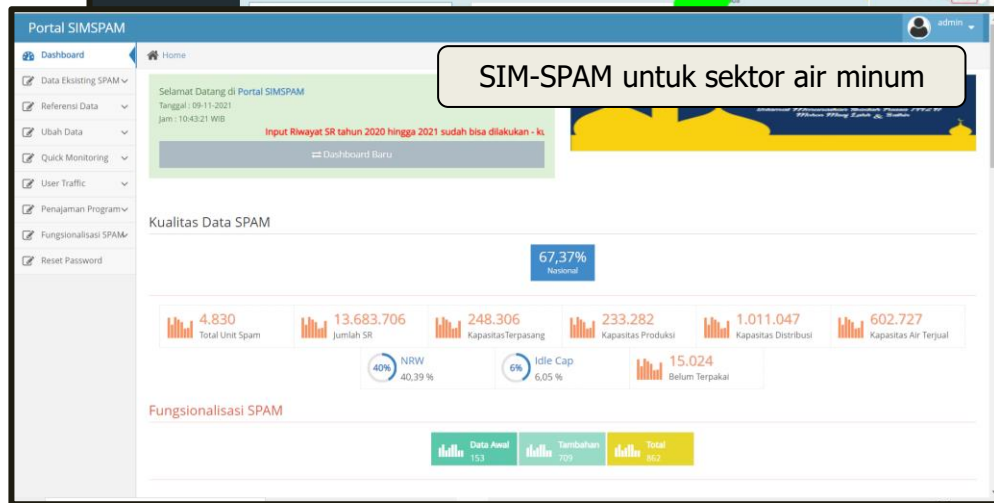 Portal SIMSPAM
admin
SIM-SPAM untuk sektor air minum
Dashboard
Data Eksisting SPAM
Referensi Data
Ubah Data
Quick Monitoring
User Traffic
Penajaman Program
Fungsionalisasi SPAM
Reset Password
Home
Selamat Datang di Portal SIMSPAM
Tanggal : 09-11-2021
Jam : 10:43:21 WIB
Input Riwayat SR tahun 2020 hingga 2021 sudah bisa dilakukan - ku
Dashboard Baru
Kualitas Data SPAM
67,37%
Nasional
4.830
Total Unit Spam
13.683.706
Jumlah SR
248.306
KapasitasTerpasang
233.282
Kapasitas Produksi
1.011.047
Kapasitas Distribusi
602.727
Kapasitas Air Terjual
40%
NRW
40,39 %
6%
Idle Cap
6,05 %
15.024
Belum Terpakai
Fungsionalisasi SPAM
Data Awal
153
Tambahan
709
Total
862